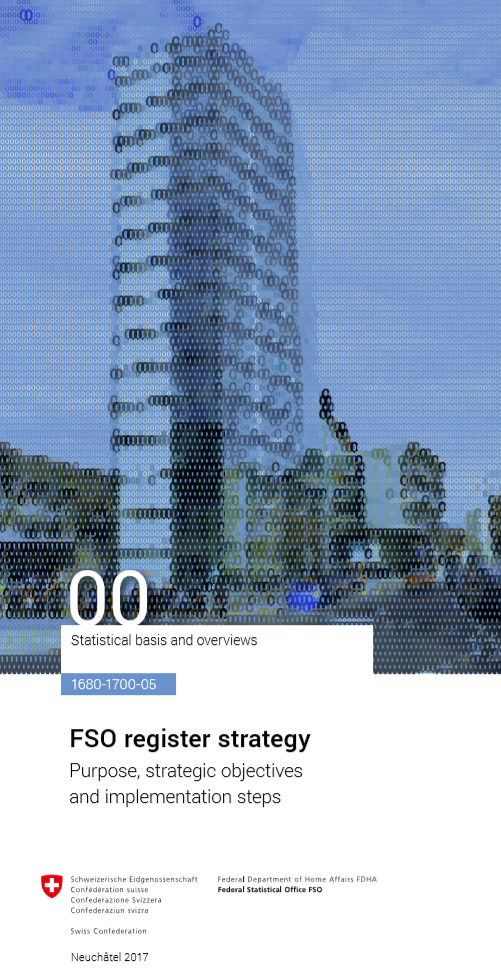 00
Statistical basis and overviews
1680-1700-05
FSO register strategy
Purpose, strategic objectives
and implementation steps
Schweizerische Eidgenossenschaft
Confédération suisse
Confederazione Svizzera
Confederaziun svizra
Swiss Confederation
Federal Department of Home Affairs FDHA
Federal Statistical Office FSO
Neuchâtel 2017